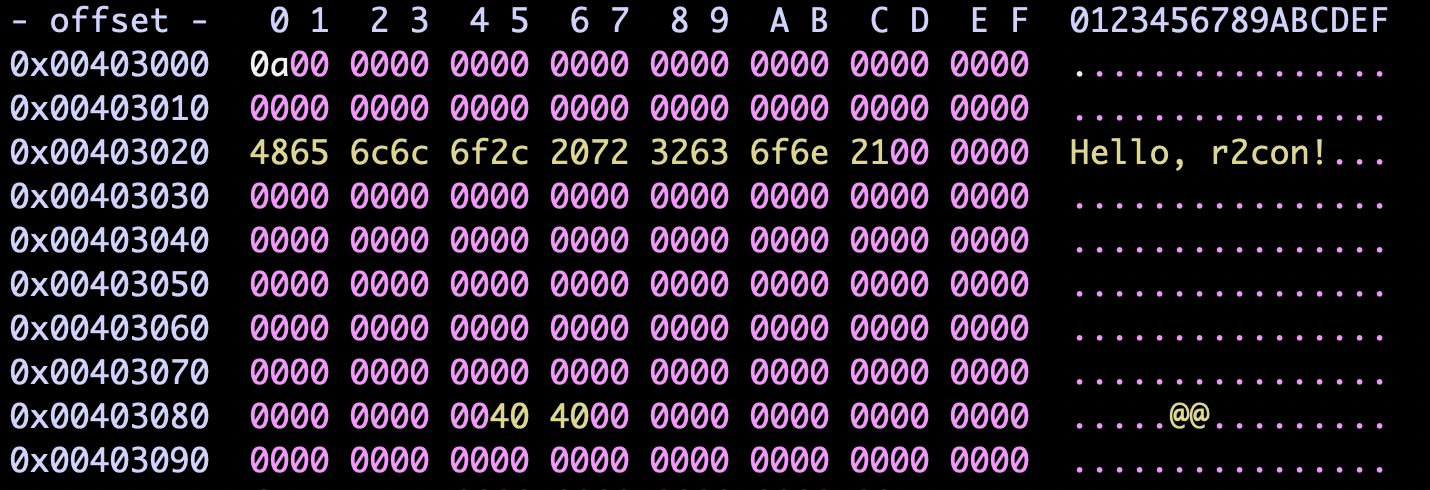 - offset -   0 1  2 3  4 5  6 7  8 9  A B  C D  E F  0123456789ABCDEF
0x00403000  0a00 0000 0000 0000 0000 0000 0000 0000  ................
0x00403010  0000 0000 0000 0000 0000 0000 0000 0000  ................
0x00403020  4865 6c6c 6f2c 2072 3263 6f6e 2100 0000  Hello, r2con!...
0x00403030  0000 0000 0000 0000 0000 0000 0000 0000  ................
0x00403040  0000 0000 0000 0000 0000 0000 0000 0000  ................
0x00403050  0000 0000 0000 0000 0000 0000 0000 0000  ................
0x00403060  0000 0000 0000 0000 0000 0000 0000 0000  ................
0x00403070  0000 0000 0000 0000 0000 0000 0000 0000  ................
0x00403080  0000 0000 0040 4000 0000 0000 0000 0000  .....@@.........
0x00403090  0000 0000 0000 0000 0000 0000 0000 0000  ................